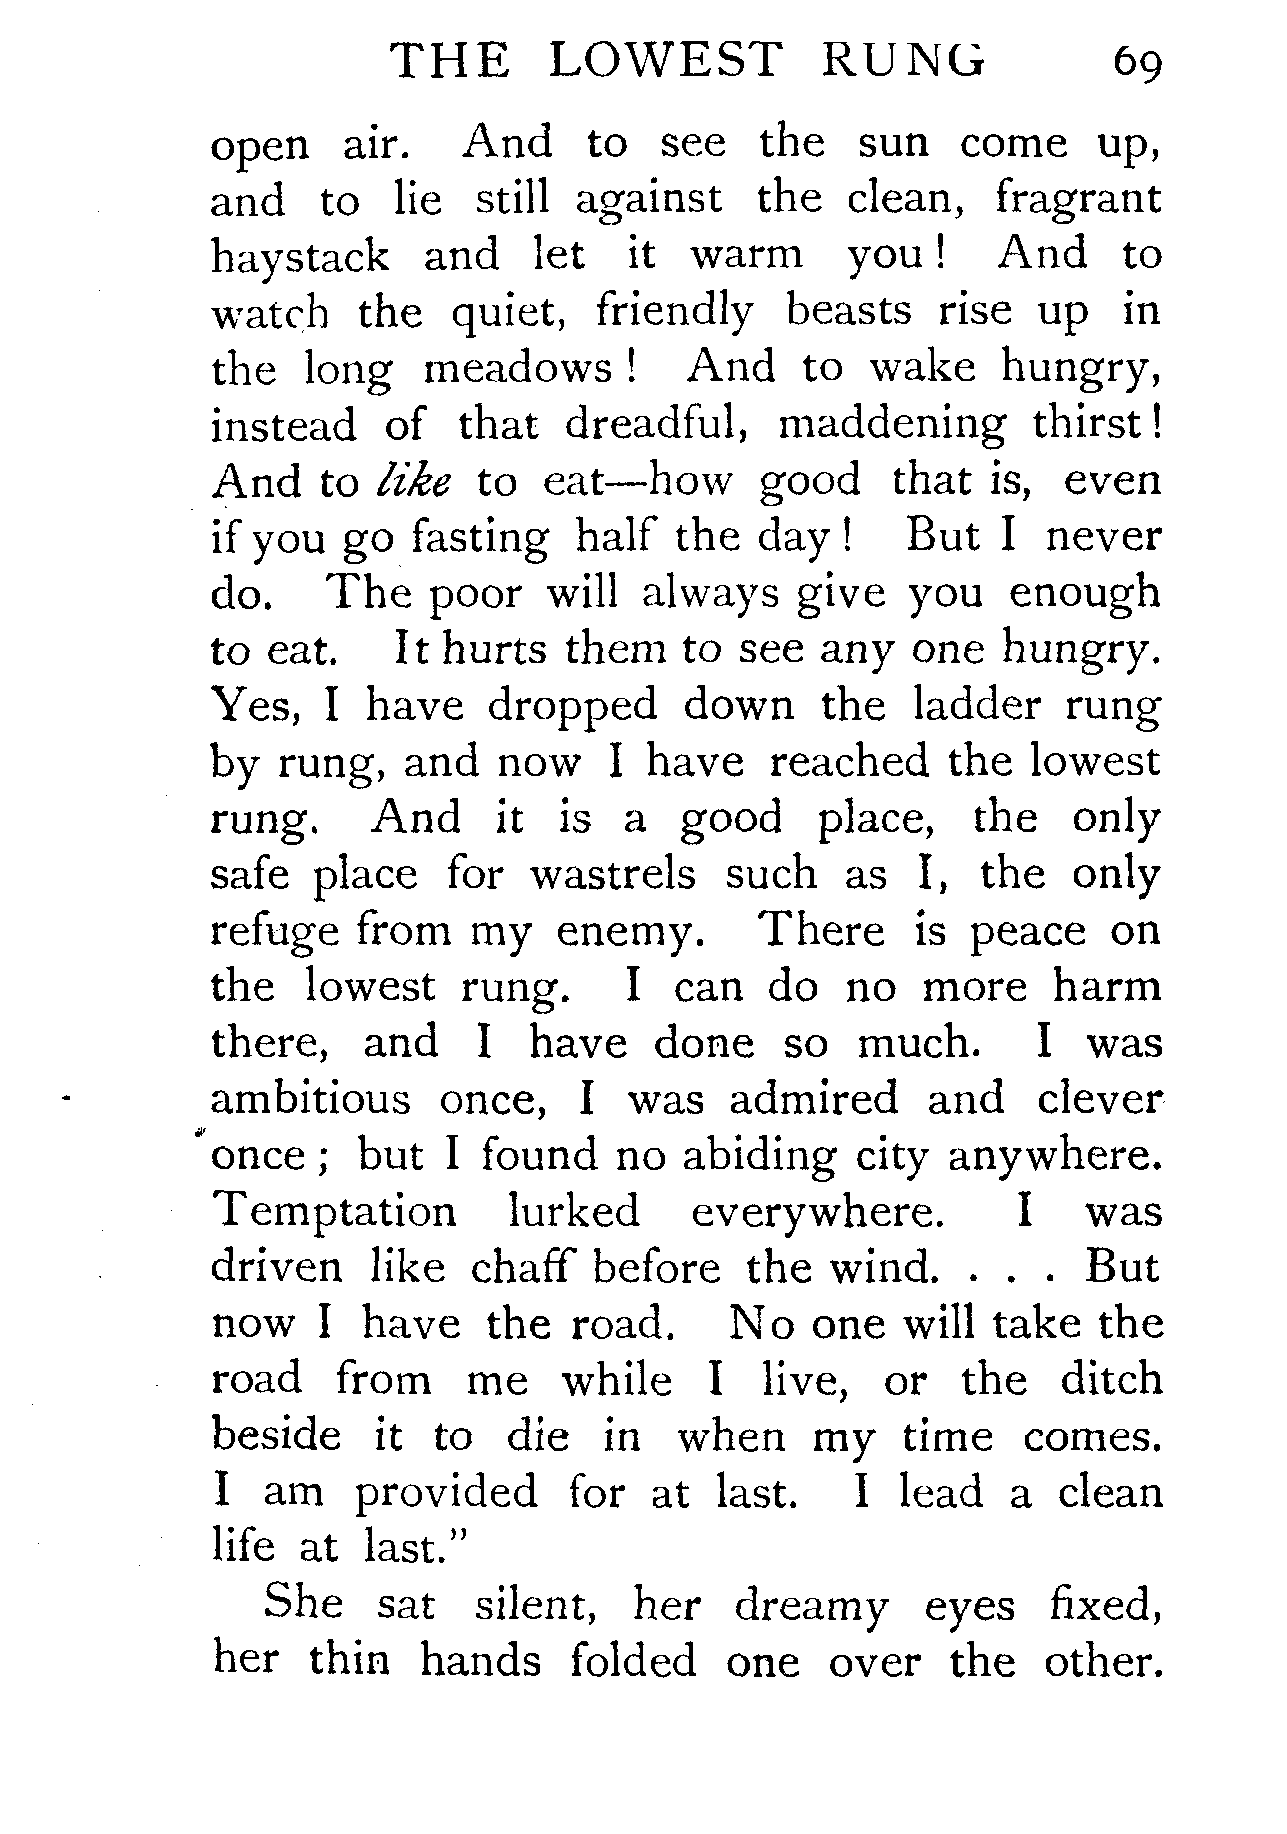 THE LOWEST RUNG 69
open air. And to see the sun come up,
and to lie still against the clean, fragrant
haystack and let it warm you! And to
watch the quiet, friendly beasts rise up in
the long meadows! And to wake hungry,
instead of that dreadful, maddening thirst!
And to like to eat—how good that is, even
if you go fasting half the day! But I never
do. The poor will always give you enough
to eat. It hurts them to see any one hungry.
Yes, I have dropped down the ladder rung
by rung, and now I have reached the lowest
rung. And it is a good place, the only
safe place for wastrels such as I, the only
refuge from my enemy. There is peace on
the lowest rung. I can do no more harm
there, and I have done so much. I was
ambitious once, I was admired and clever
once; but I found no abiding city anywhere.
Temptation lurked everywhere. I was
driven like chaff before the wind. . . . But
now I have the road. No one will take the
road from me while I live, or the ditch
beside it to die in when my time comes.
I am provided for at last. I lead a clean
life at last."
She sat silent, her dreamy eyes fixed,
her thin hands folded one over the other.